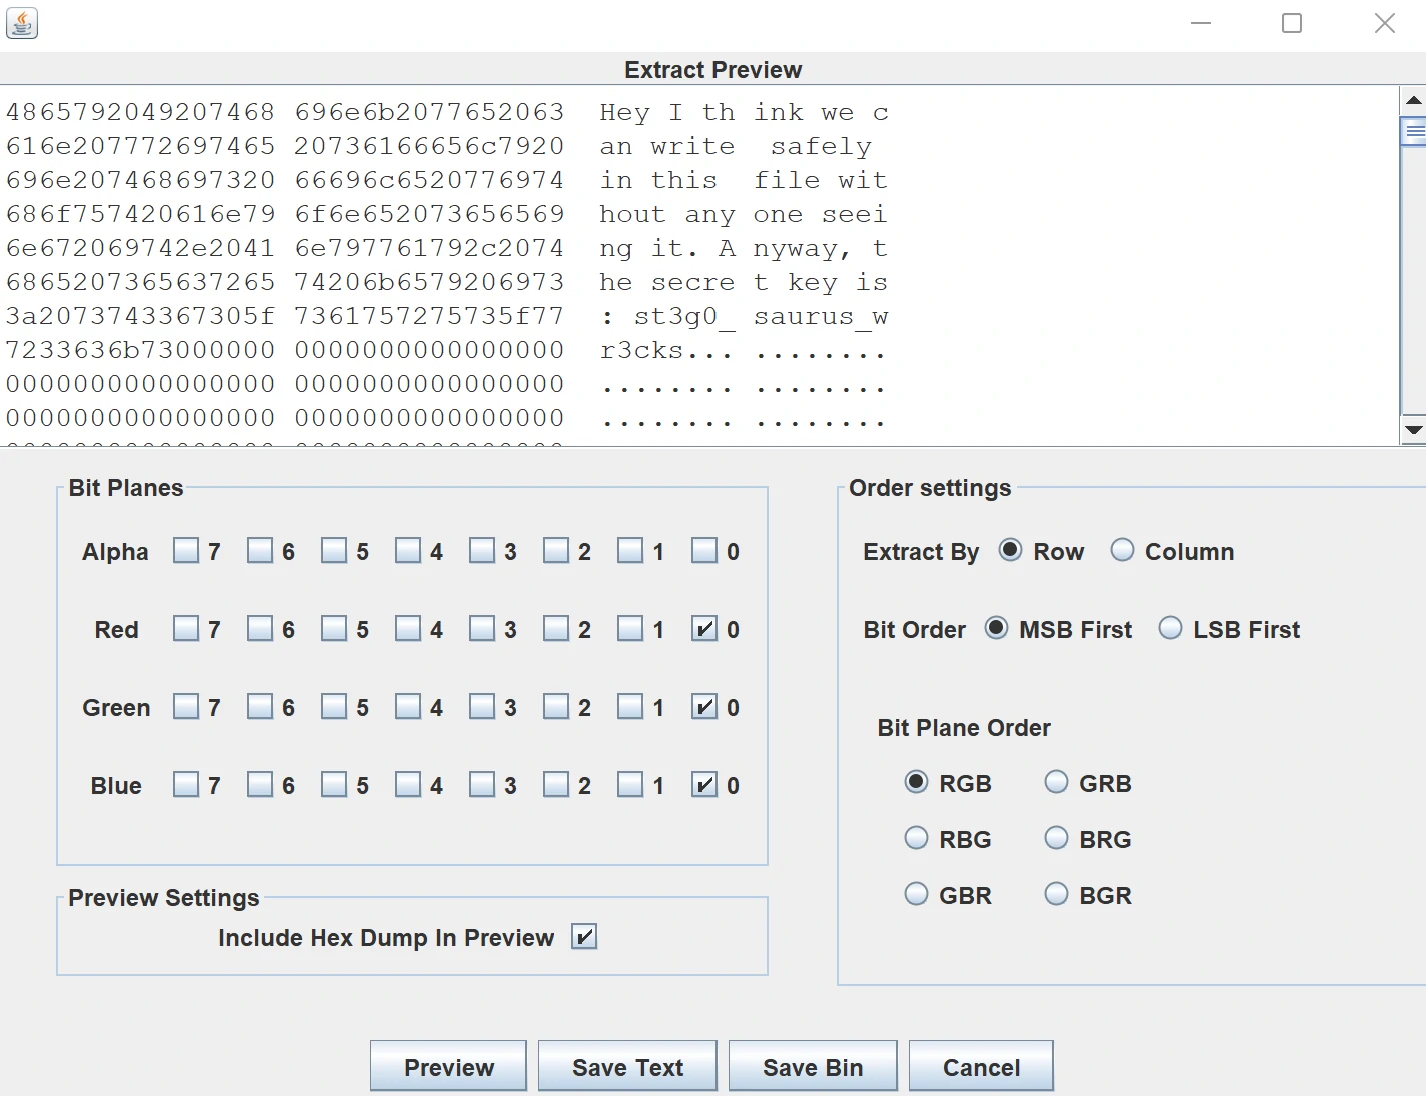 Extract Preview
4865792049207468 696e6b2077652063 Hey I th ink we c
616e207772697465 20736166656c7920 an write  safely
696e207468697320 66696c6520776974 in this  file wit
686f757420616e79 6f6e652073656569 hout any one seei
6e672069742e2041 6e797761792c2074 ng it. A nyway, t
6865207365637265 74206b6579206973 he secre t key is
3a2073743367305f 7361757275735f77 : st3g0_ saurus_w
7233636b73000000 0000000000000000 r3cks... ........
0000000000000000 0000000000000000 ........ ........
0000000000000000 0000000000000000 ........ ........
Bit Planes
Alpha 7 6 5 4 3 2 1 0
Red 7 6 5 4 3 2 1 0
Green 7 6 5 4 3 2 1 0
Blue 7 6 5 4 3 2 1 0
Preview Settings
Include Hex Dump In Preview
Order settings
Extract By Row Column
Bit Order MSB First LSB First
Bit Plane Order
RGB GRB
RBG BRG
GBR BGR
Preview Save Text Save Bin Cancel